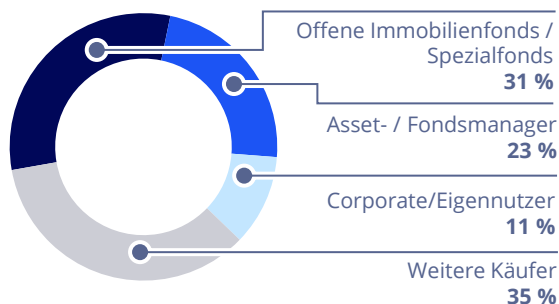 Offene Immobilienfonds /
Spezialfonds
31 %
Asset- / Fondsmanager
23 %
Corporate/Eigennutzer
11 %
Weitere Käufer
35 %